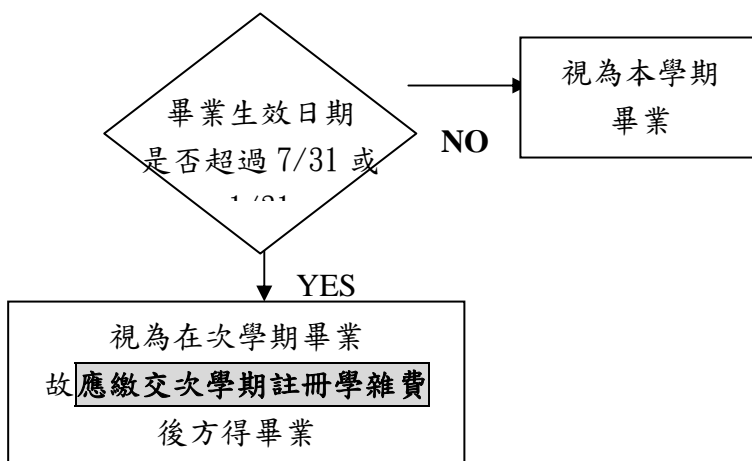 畢業生效日期
是否超過 7/31 或
視為本學期
畢業
NO
YES
視為在次學期畢業
故應繳交次學期註冊學雜費
後方得畢業